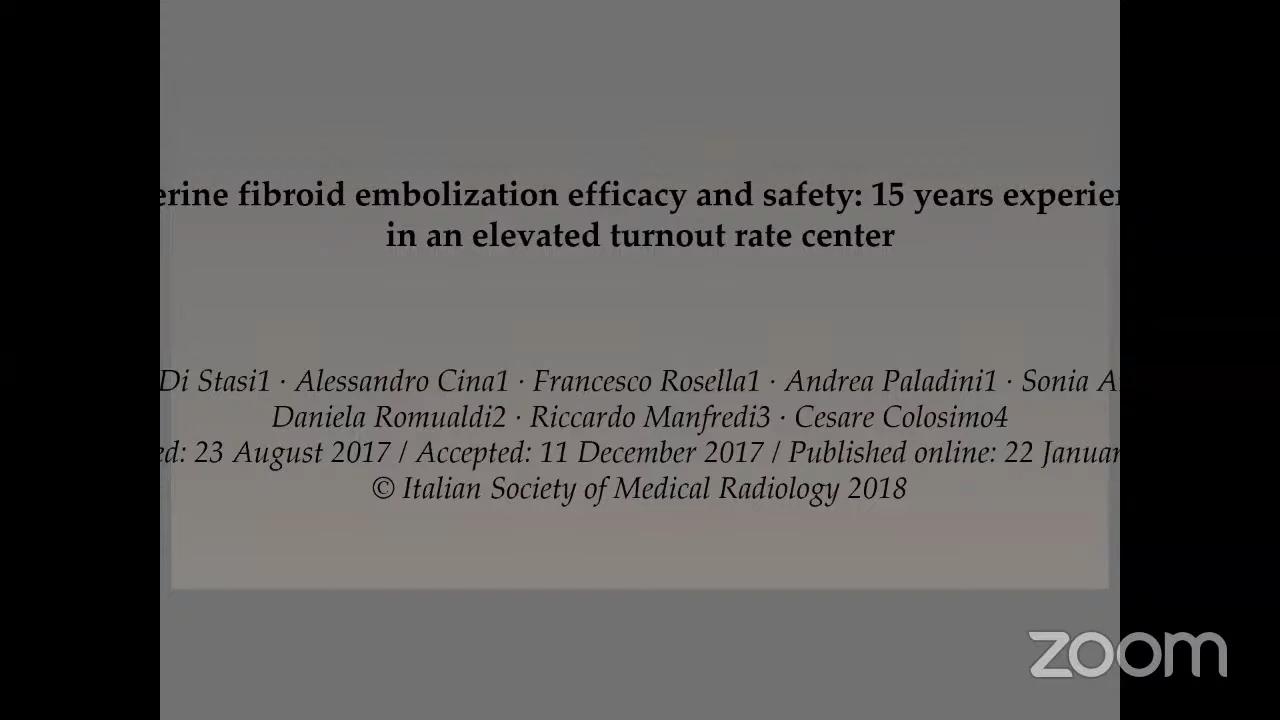 erine fibroid embolization efficacy and safety: 15 years experien
in an elevated turnout rate center
Di Stasi1 · Alessandro Cina1 · Francesco Rosella1 · Andrea Paladini1 · Sonia A
Daniela Romualdi2 · Riccardo Manfredi3 · Cesare Colosimo4
ed: 23 August 2017 / Accepted: 11 December 2017 / Published online: 22 Januar
© Italian Society of Medical Radiology 2018
zoom